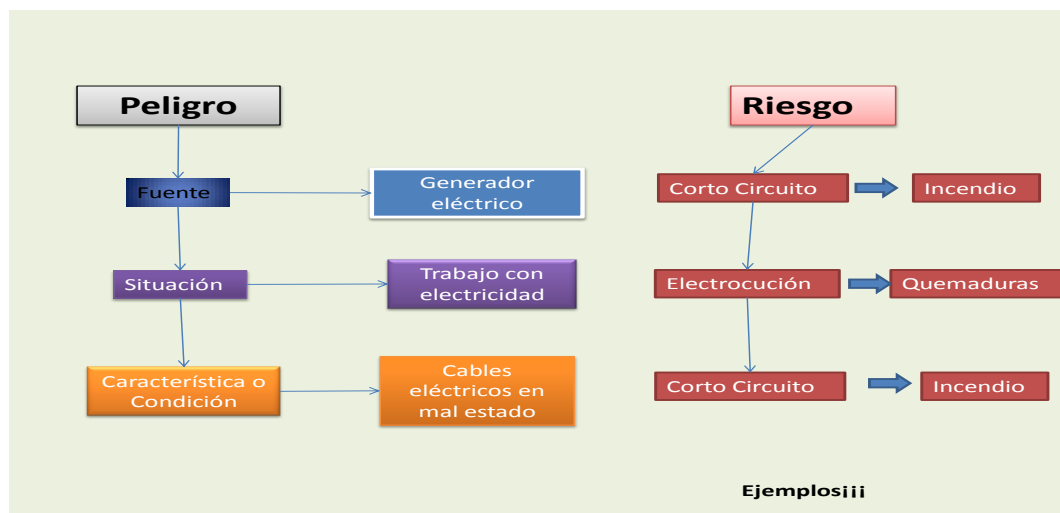 Peligro
Riesgo
Fuente
Generador
eléctrico
Corto Circuito
Incendio
Situación
Trabajo con
electricidad
Electrocución
Quemaduras
Característica o
Condición
Cables
eléctricos en
mal estado
Corto Circuito
Incendio
Ejemplos¡¡¡